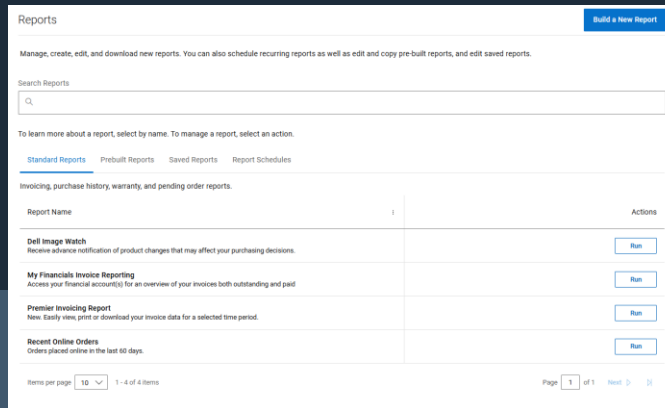 Reports
Build a New Report
Manage, create, edit, and download new reports. You can also schedule recurring reports as well as edit and copy pre-built reports, and edit saved reports.
Search Reports
To learn more about a report, select by name. To manage a report, select an action.
Standard Reports Prebuilt Reports Saved Reports Report Schedules
Invoicing, purchase history, warranty, and pending order reports.
Report Name Actions
Dell Image Watch
Receive advance notification of product changes that may affect your purchasing decisions.
Run
My Financials Invoice Reporting
Access your financial account(s) for an overview of your invoices both outstanding and paid
Run
Premier Invoicing Report
New. Easily view, print or download your invoice data for a selected time period.
Run
Recent Online Orders
Orders placed online in the last 60 days.
Run
Items per page 10 1 - 4 of 4 items Page 1 of 1 Next